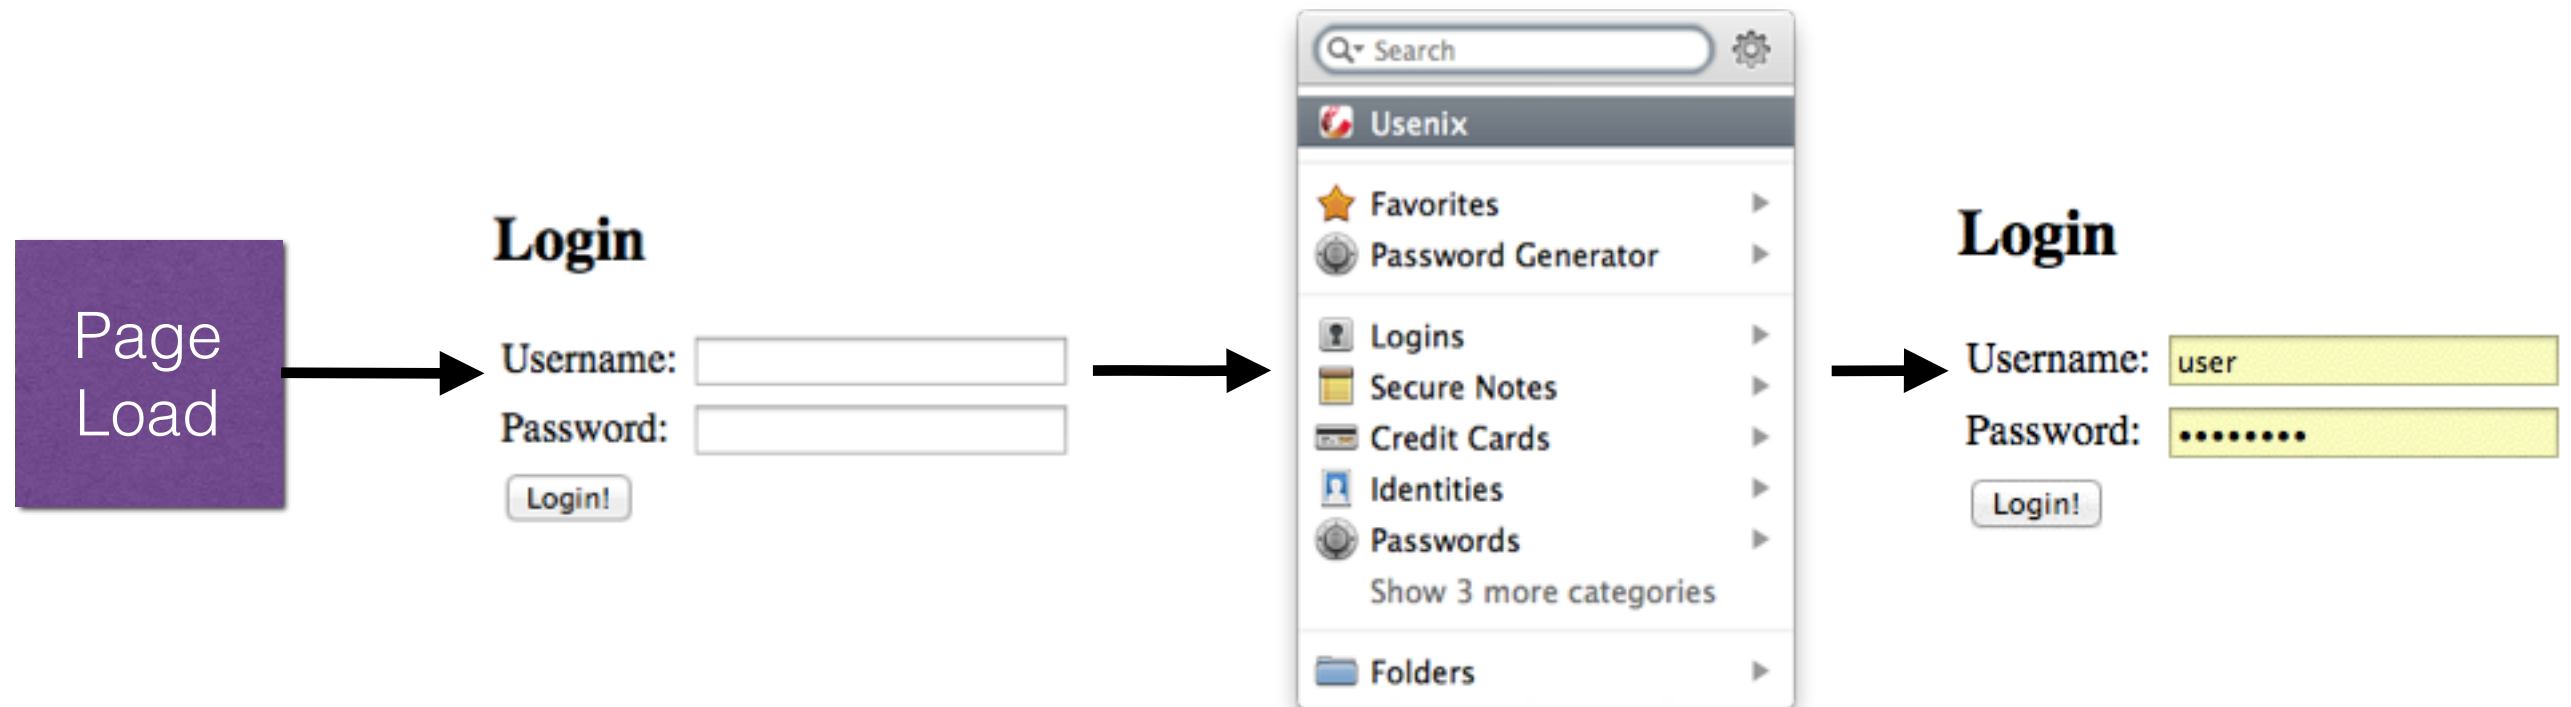 Page
Load
Login
Username:
Password:
Login!
Search
Usenix
Favorites
Password Generator
Logins
Secure Notes
Credit Cards
Identities
Passwords
Show 3 more categories
Folders
Login
Username: user
Password: ••••••••
Login!